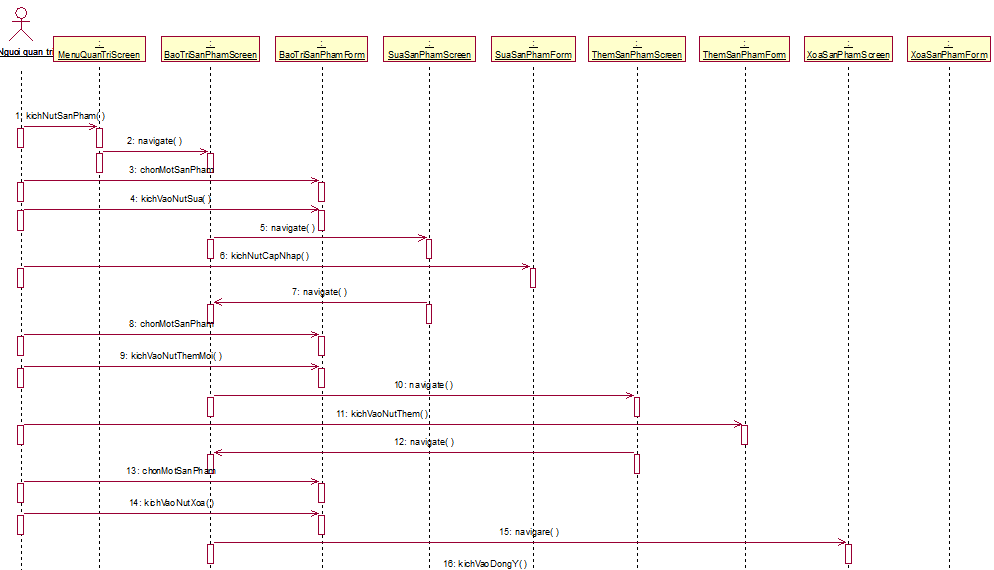 Nguoi quan tri
:
MenuQuanTriScreen
:
BaoTriSanPhamScreen
:
BaoTriSanPhamForm
:
SuaSanPhamScreen
:
SuaSanPhamForm
:
ThemSanPhamScreen
:
ThemSanPhamForm
:
XoaSanPhamScreen
:
XoaSanPhamForm
1: kichNutSanPham( )
2: navigate( )
3: chonMotSanPham
4: kichVaoNutSua( )
5: navigate( )
6: kichNutCapNhap( )
7: navigate( )
8: chonMotSanPham
9: kichVaoNutThemMoi( )
10: navigate( )
11: kichVaoNutThem( )
12: navigate( )
13: chonMotSanPham
14: kichVaoNutXoa( )
15: navigare( )
16: kichVaoDongY( )